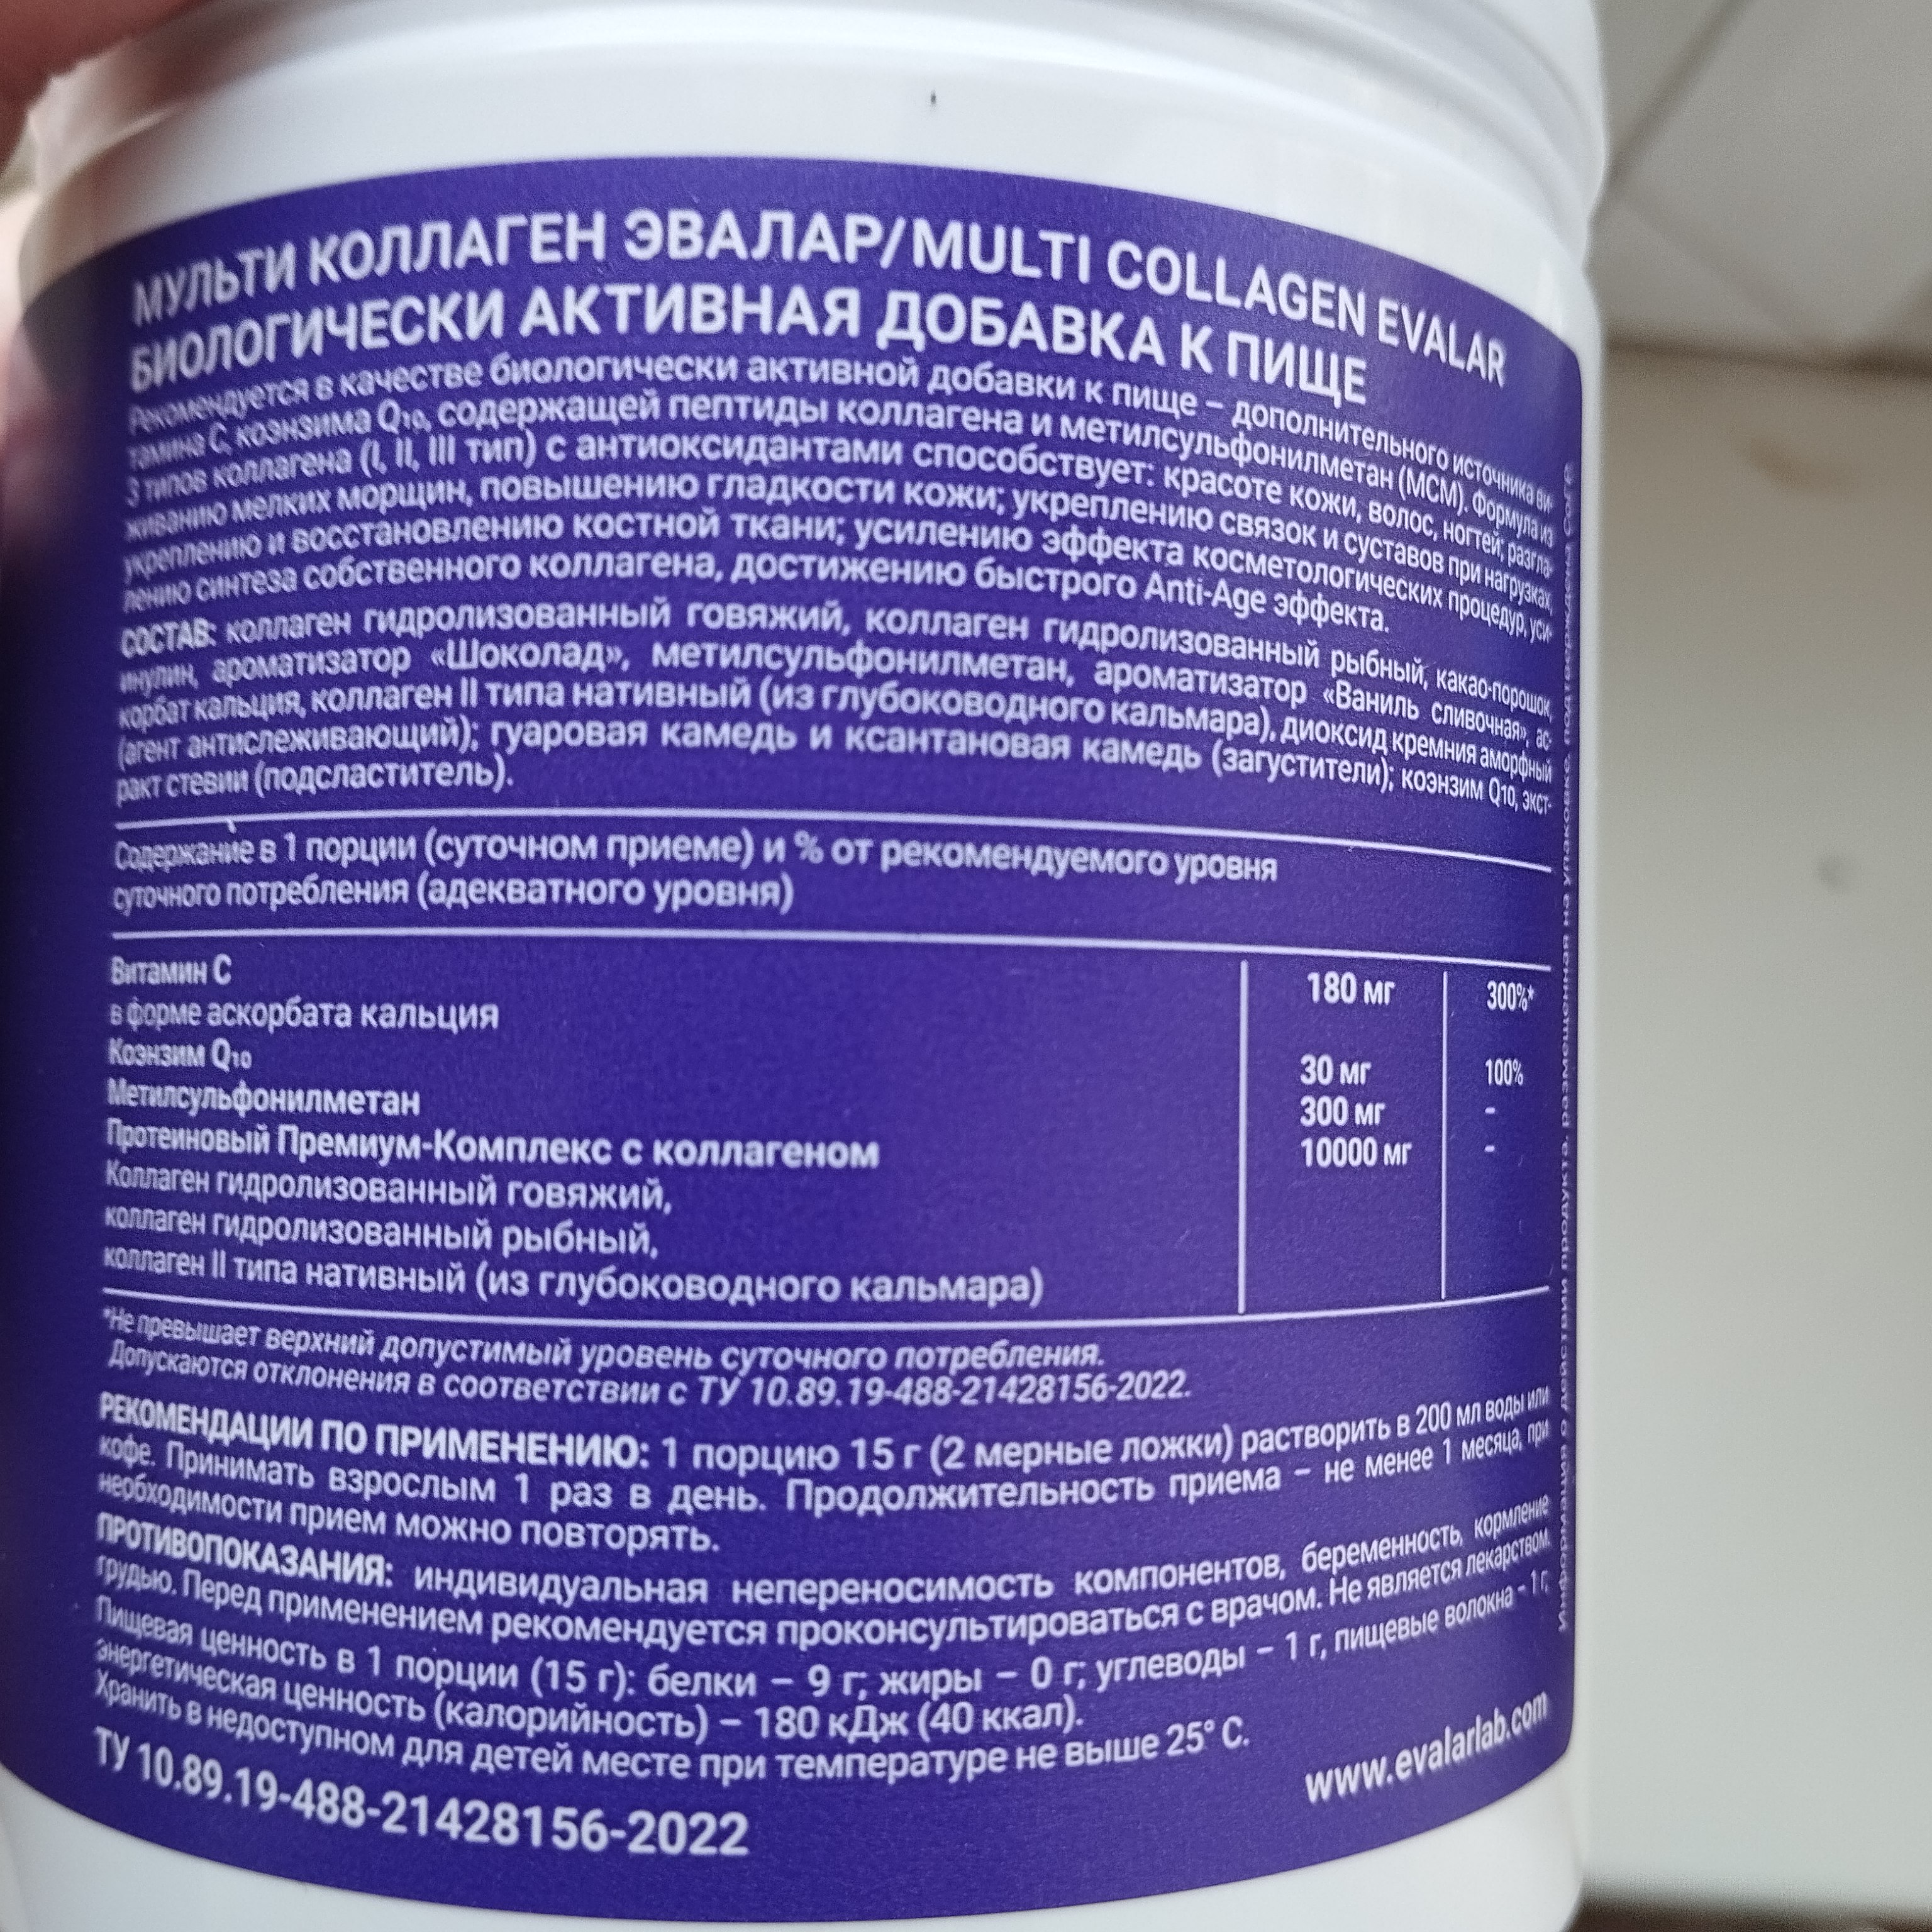 МУЛЬТИ КОЛЛАГЕН ЭВАЛАР/MULTI COLLAGEN EVALAR
БИОЛОГИЧЕСКИ АКТИВНАЯ ДОБАВКА К ПИЩЕ
Рекомендуется в качестве биологически активной добавки к пище – дополнительного источника ви-
тамина С, коэнзима Q10, содержащей пептиды коллагена и метилсульфонилметан (МСМ). Формула из
3 типов коллагена (I, II, III тип) с антиоксидантами способствует: красоте кожи, волос, ногтей; разгла-
живанию мелких морщин, повышению гладкости кожи; укреплению связок и суставов при нагрузках,
укреплению и восстановлению костной ткани; усилению эффекта косметологических процедур, уси-
лению синтеза собственного коллагена, достижению быстрого Anti-Age эффекта.
СОСТАВ: коллаген гидролизованный говяжий, коллаген гидролизованный рыбный, какао-порошок,
инулин, ароматизатор «Шоколад», метилсульфонилметан, ароматизатор «Ваниль сливочная», ас-
корбат кальция, коллаген II типа нативный (из глубоководного кальмара), диоксид кремния аморфный
(агент антислеживающий); гуаровая камедь и ксантановая камедь (загустители); коэнзим Q10, экст-
ракт стевии (подсластитель).
Содержание в 1 порции (суточном приеме) и % от рекомендуемого уровня
суточного потребления (адекватного уровня)
Витамин С 180 мг 300%*
в форме аскорбата кальция
Коэнзим Q10 30 мг 100%
Метилсульфонилметан 300 мг -
Протеиновый Премиум-Комплекс с коллагеном 10000 мг -
Коллаген гидролизованный говяжий,
коллаген гидролизованный рыбный,
коллаген II типа нативный (из глубоководного кальмара)
*Не превышает верхний допустимый уровень суточного потребления.
Допускаются отклонения в соответствии с ТУ 10.89.19-488-21428156-2022.
РЕКОМЕНДАЦИИ ПО ПРИМЕНЕНИЮ: 1 порцию 15 г (2 мерные ложки) растворить в 200 мл воды или
кофе. Принимать взрослым 1 раз в день. Продолжительность приема – не менее 1 месяца, при
необходимости прием можно повторять.
ПРОТИВОПОКАЗАНИЯ: индивидуальная непереносимость компонентов, беременность, кормление
грудью. Перед применением рекомендуется проконсультироваться с врачом. Не является лекарством.
Пищевая ценность в 1 порции (15 г): белки – 9 г; жиры – 0 г; углеводы – 1 г, пищевые волокна – 1 г,
энергетическая ценность (калорийность) – 180 кДж (40 ккал).
Хранить в недоступном для детей месте при температуре не выше 25° С.
ТУ 10.89.19-488-21428156-2022
www.evalarlab.com
Информация о действии продукта, размещенная на упаковке, подтверждена